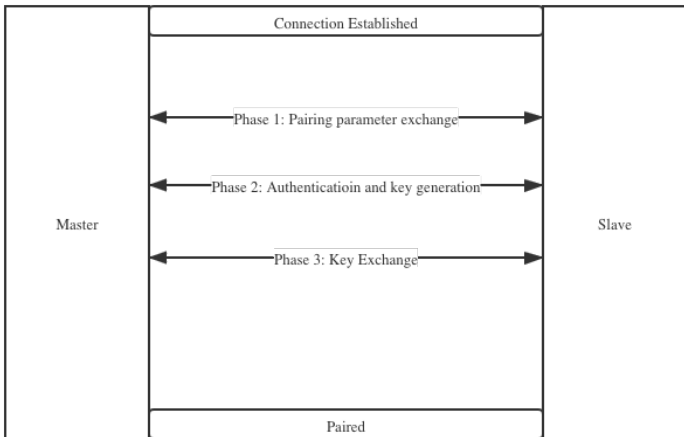 Connection Established
Phase 1: Pairing parameter exchange
Phase 2: Authenticatioin and key generation
Master
Slave
Phase 3: Key Exchange
Paired